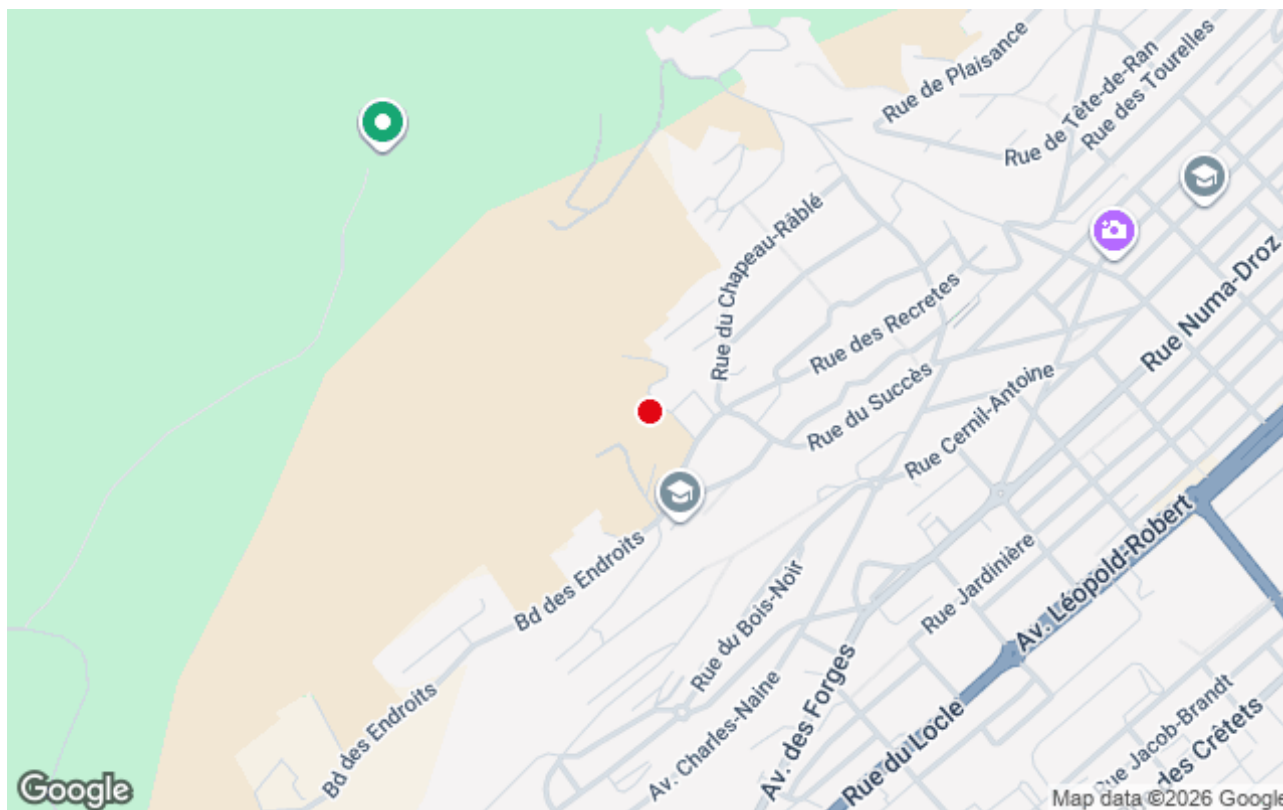 Rue de Plaisance
Rue de Tête-de-Ran
Rue des Tourelles
Rue du Chapeau-Râblé
Rue Numa-Droz
Rue des Recretes
Rue du Succès
Rue Cernil-Antoine
Bd des Endroits
Rue du Bois-Noir
Rue Jardinière
Av. Léopold-Robert
Bd des Endroits
Av. Charles-Naine
Av. des Forges
Rue du Locle
Rue Jacob-Brandt
des Crêtets
Google
Map data ©2026 Google